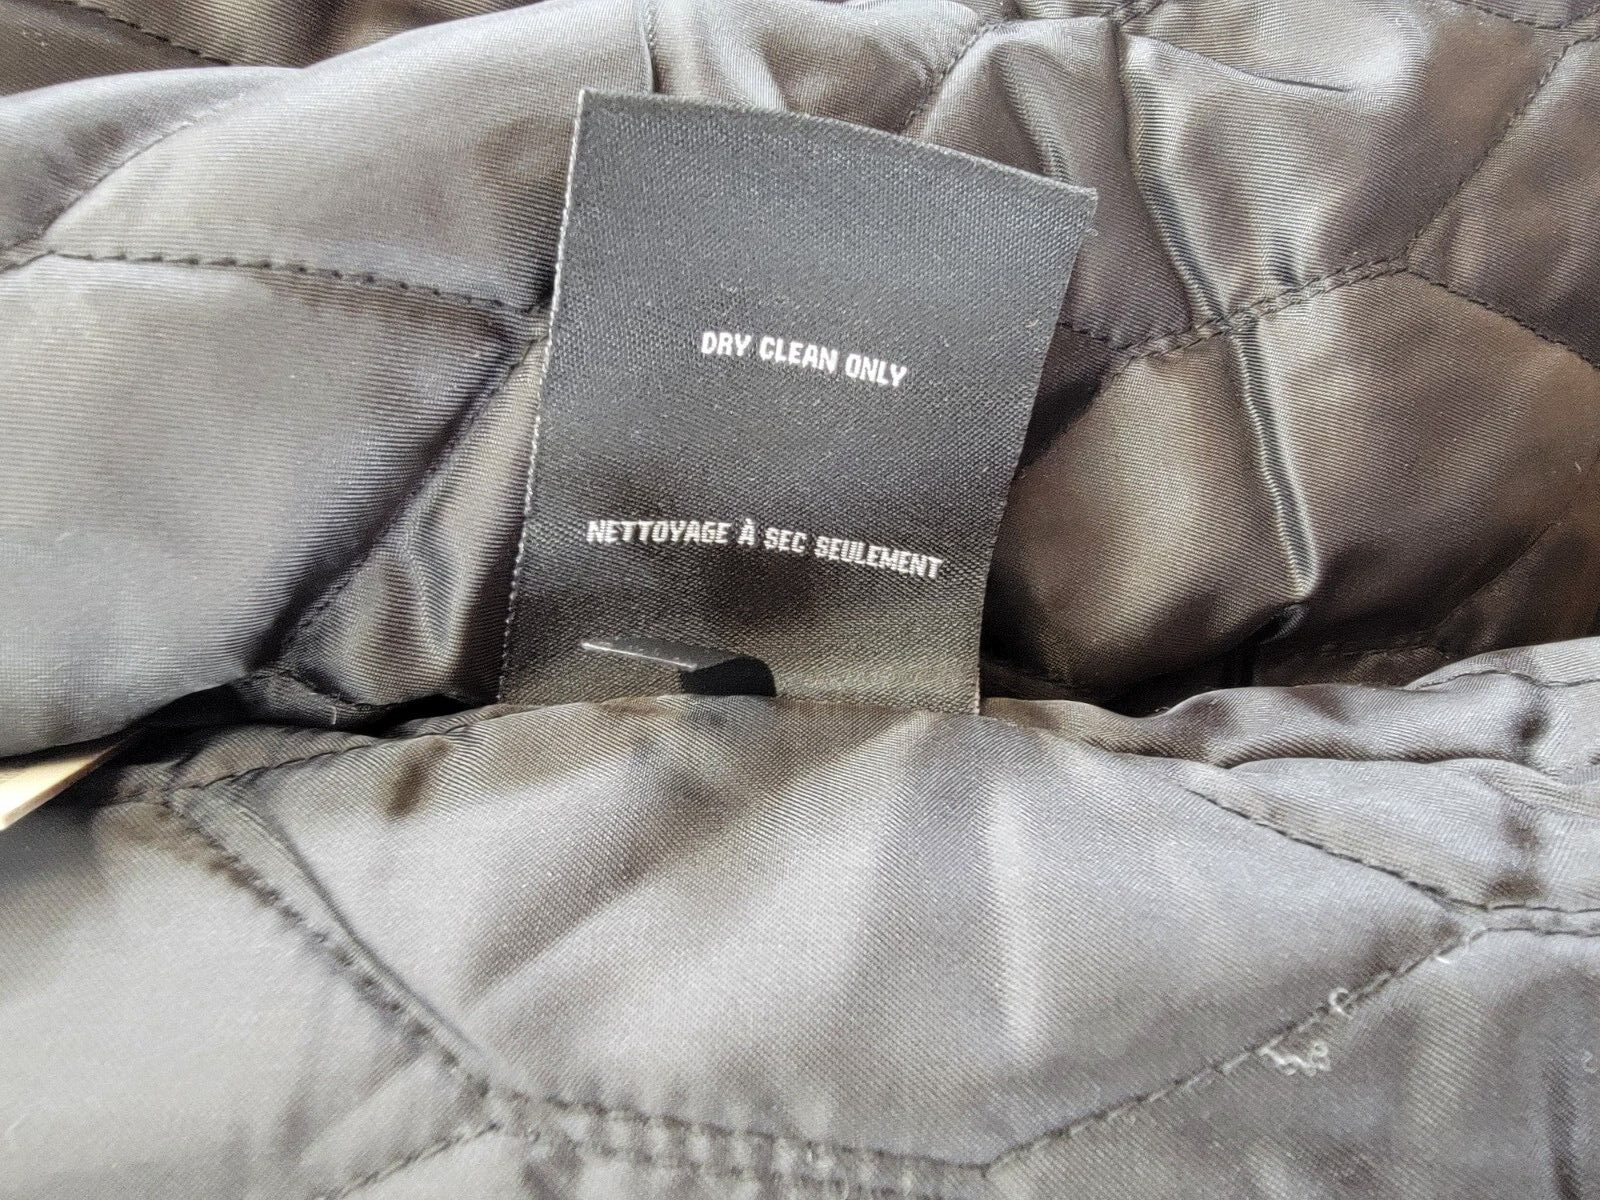 DRY CLEAN ONLY
NETTOYAGE À SEC SEULEMENT